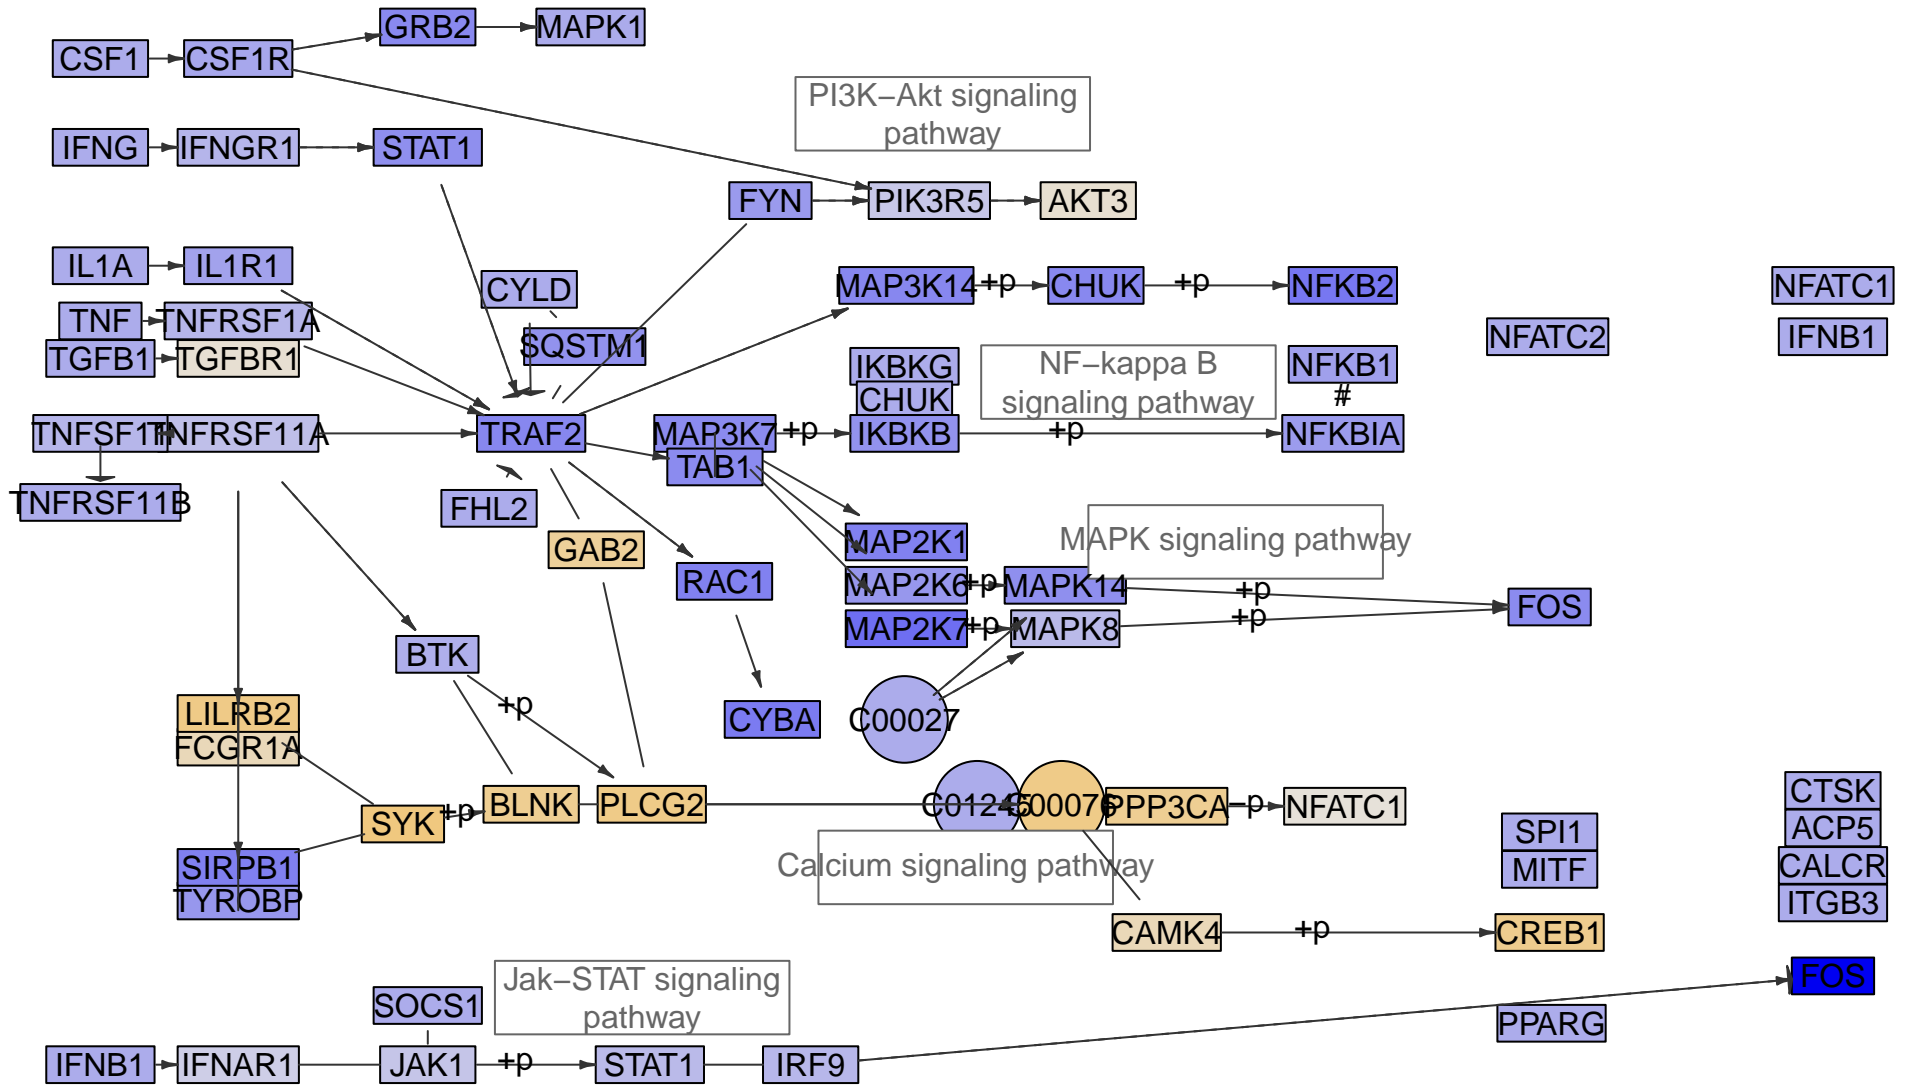 GRB2
MAPK1
CSF1
CSF1R
PI3K−Akt signaling
pathway
IFNG
IFNGR1
STAT1
FYN
PIK3R5
AKT3
IL1A
IL1R1
CYLD
MAP3K14
+p
CHUK
+p
NFKB2
NFATC1
TNF
TNFRSF1A
SQSTM1
NFATC2
IFNB1
TGFB1
TGFBR1
IKBKG
NF−kappa B
signaling pathway
NFKB1
#
CHUK
TNFRSF11A
TRAF2
MAP3K7
+p
IKBKB
+p
NFKBIA
TAB1
TNFRSF11B
FHL2
GAB2
MAP2K1
MAPK signaling pathway
RAC1
MAP2K6
+p
MAPK14
+p
FOS
MAP2K7
+p
MAPK8
+p
BTK
+p
LILRB2
CYBA
C00027
FCGR1A
SYK
+p
BLNK
PLCG2
C00076
PPP3CA
−p
NFATC1
CTSK
SPI1
ACP5
SIRPB1
Calcium signaling pathway
MITF
CALCR
TYROBP
ITGB3
CAMK4
+p
CREB1
Jak−STAT signaling
pathway
FOS
SOCS1
PPARG
IFNB1
IFNAR1
JAK1
+p
STAT1
IRF9